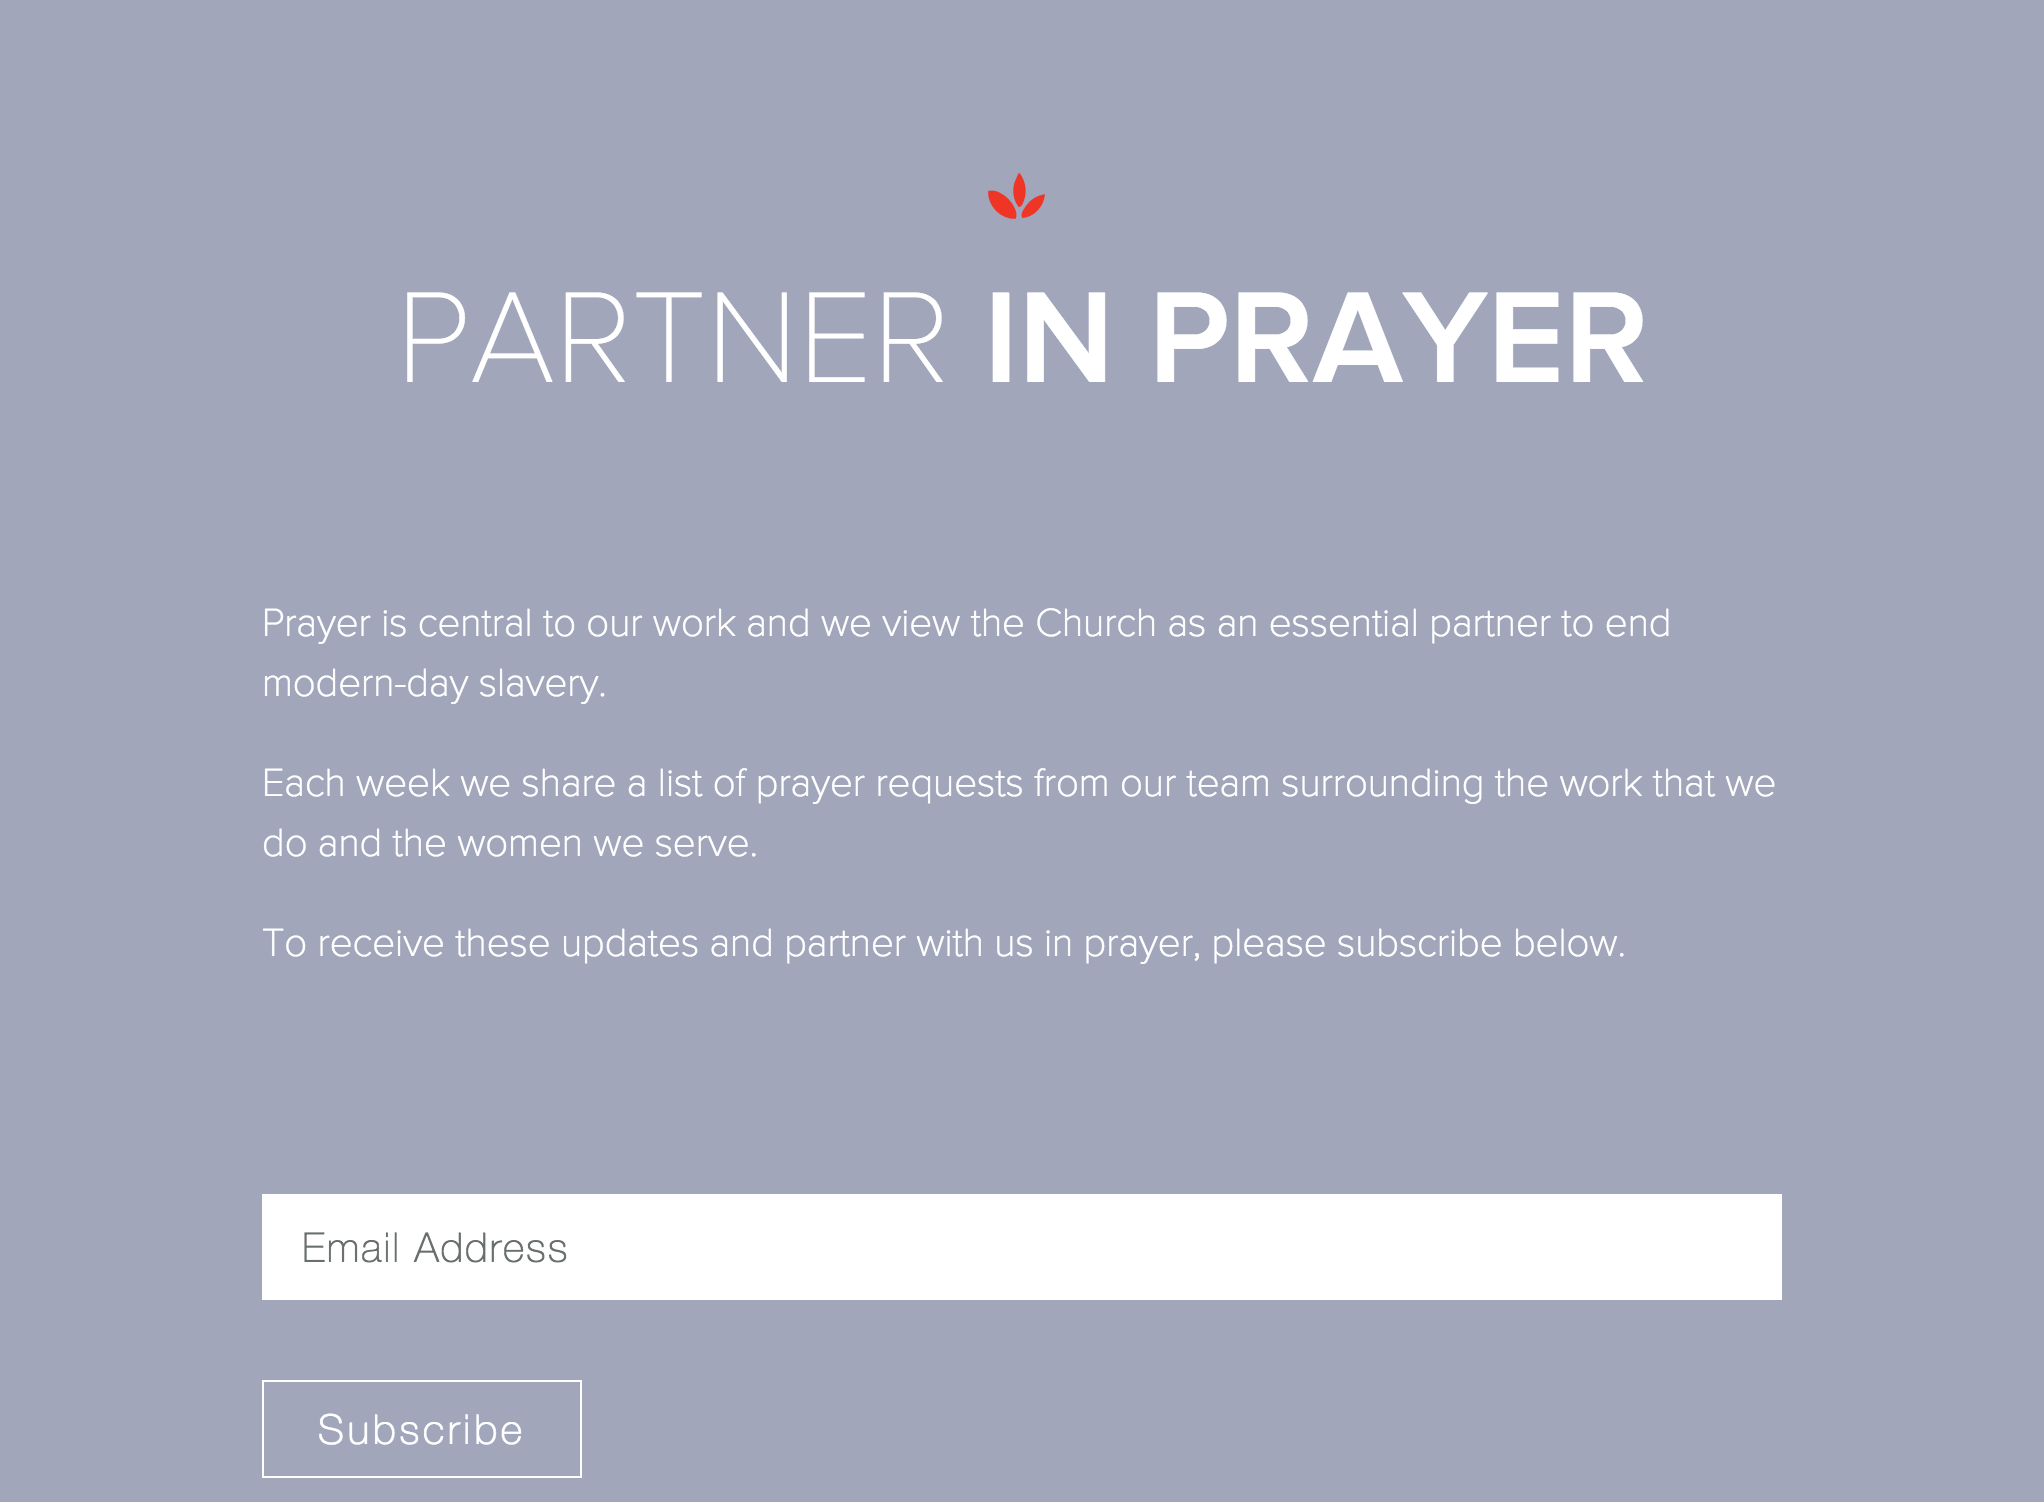 PARTNER IN PRAYER
Prayer is central to our work and we view the Church as an essential partner to end
modern-day slavery.
Each week we share a list of prayer requests from our team surrounding the work that we
do and the women we serve.
To receive these updates and partner with us in prayer, please subscribe below.
Email Address
Subscribe